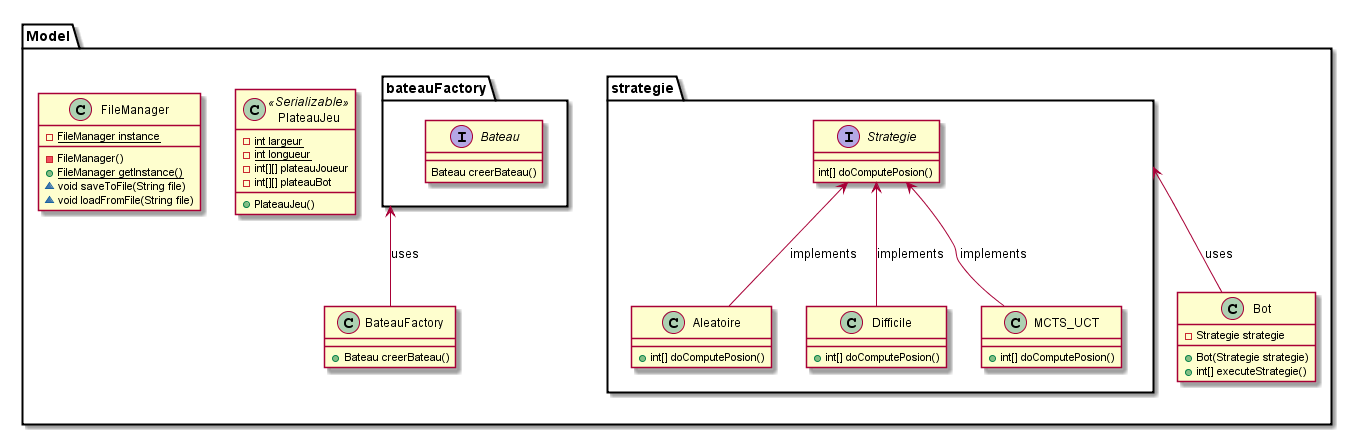 Model
C FileManager
FileManager instance
FileManager()
FileManager getInstance()
void saveToFile(String file)
void loadFromFile(String file)
C «Serializable»
PlateauJeu
int largeur
int longueur
int[][] plateauJoueur
int[][] plateauBot
PlateauJeu()
bateauFactory
I Bateau
Bateau creerBateau()
uses
C BateauFactory
Bateau creerBateau()
strategie
I Strategie
int[] doComputePosion()
implements
implements
implements
C Aleatoire
int[] doComputePosion()
C Difficile
int[] doComputePosion()
C MCTS_UCT
int[] doComputePosion()
uses
C Bot
Strategie strategie
Bot(Strategie strategie)
int[] executeStrategie()